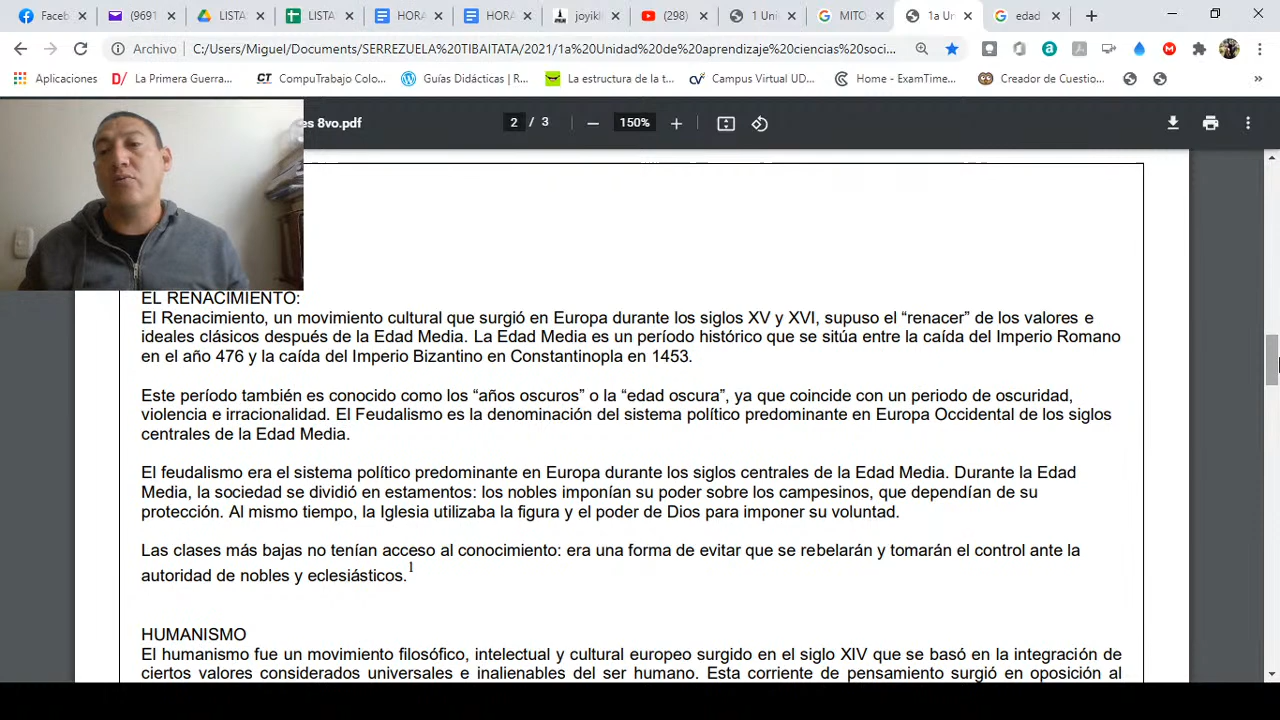 Faceb
(9691
LISTA
LISTA
HORA
HORA
joyikl
(298)
1 Uni
MITO
1a Un
edad
Archivo
C:/Users/Miguel/Documents/SERREZUELA%20TIBAITATA/2021/1a%20Unidad%20de%20aprendizaje%20ciencias%20soci...
Aplicaciones
La Primera Guerra...
CompuTrabajo Colo...
Guías Didácticas | R...
La estructura de la t...
Campus Virtual UD...
Home - ExamTime...
Creador de Cuestio...
»
es 8vo.pdf
2 / 3
150%
EL RENACIMIENTO:
El Renacimiento, un movimiento cultural que surgió en Europa durante los siglos XV y XVI, supuso el “renacer” de los valores e
ideales clásicos después de la Edad Media. La Edad Media es un período histórico que se sitúa entre la caída del Imperio Romano
en el año 476 y la caída del Imperio Bizantino en Constantinopla en 1453.
Este período también es conocido como los “años oscuros” o la “edad oscura”, ya que coincide con un periodo de oscuridad,
violencia e irracionalidad. El Feudalismo es la denominación del sistema político predominante en Europa Occidental de los siglos
centrales de la Edad Media.
El feudalismo era el sistema político predominante en Europa durante los siglos centrales de la Edad Media. Durante la Edad
Media, la sociedad se dividió en estamentos: los nobles imponían su poder sobre los campesinos, que dependían de su
protección. Al mismo tiempo, la Iglesia utilizaba la figura y el poder de Dios para imponer su voluntad.
Las clases más bajas no tenían acceso al conocimiento: era una forma de evitar que se rebelarán y tomarán el control ante la
autoridad de nobles y eclesiásticos.
HUMANISMO
El humanismo fue un movimiento filosófico, intelectual y cultural europeo surgido en el siglo XIV que se basó en la integración de
ciertos valores considerados universales e inalienables del ser humano. Esta corriente de pensamiento surgió en oposición al